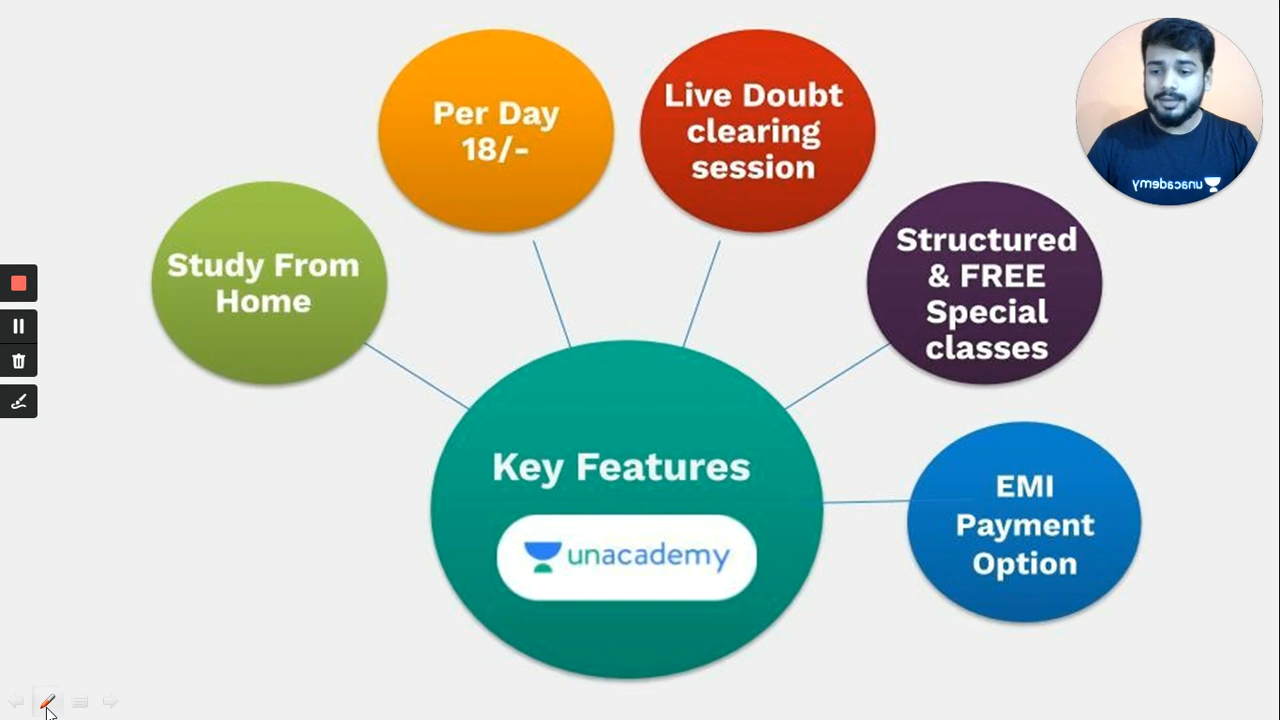 Per Day
18/-
Live Doubt
clearing
session
unacademy
Study From
Home
Structured
& FREE
Special
classes
Key Features
unacademy
EMI
Payment
Option